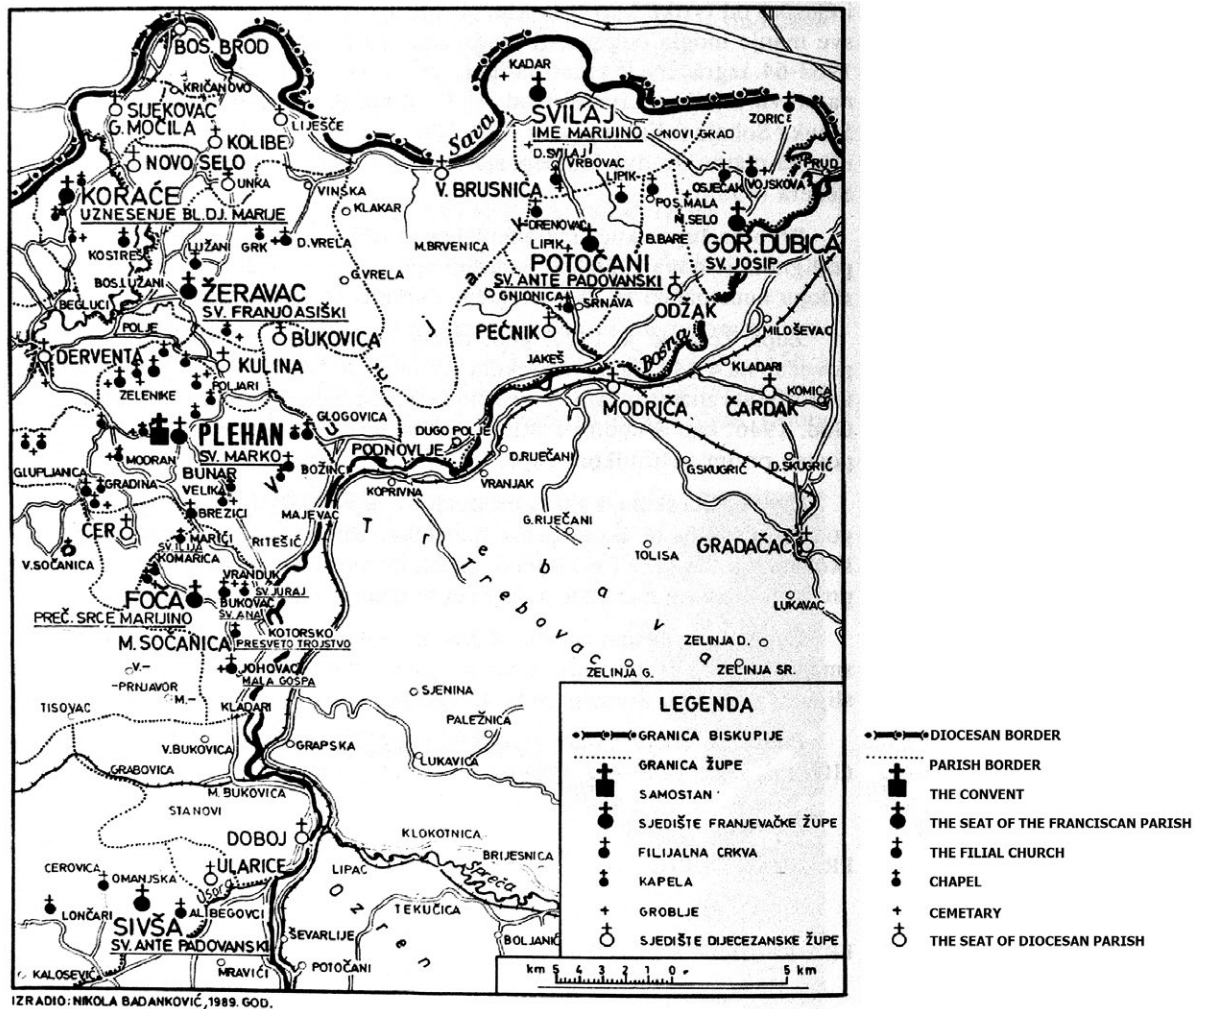 BOS. BROD
KRIČANOVO
SIJEKOVAC
G. MOČILA
LIJEŠĆE
KOLIBE
NOVO SELO
UNKA
VINSKA
KLAKAR
KORAĆE
UZNESENJE BL. DJ. MARIJE
KADAR
SVILAJ
IME MARIJINO
Sava
NOVI GRAD
ZORICE
D. SVILAJ
VRBOVAC
V. BRUSNICA
LIPIK
OSJEČAK
VOJSKOVA
PRUD
POS. MALA
N. SELO
DRENOVAC
GOR. DUBICA
SV. JOSIP
LIPIK
POTOČANI
SV. ANTE PADOVANSKI
B. BARE
M. BRVENICA
KOSTREŠ
LUŽANI
GRK
D. VRELA
G. VRELA
BOS. LUŽANI
ŽERAVAC
SV. FRANJO ASIŠKI
BEGLUCI
POLJE
GNIONICA
SRNAVA
ODŽAK
PEĆNIK
Bosna
MILOŠEVAC
DERVENTA
BUKOVICA
KULINA
JAKEŠ
KLADARI
KOMICA
ZELENIKE
POLJARI
MODRIČA
ČARDAK
GLOGOVICA
PLEHAN
SV. MARKO
DUGO POLJE
PODNOVLJE
D. RIJEČANI
G. SKUGRIĆ
D. SKUGRIĆ
MODRAN
BUNAR
BOŽINCI
G. LUPLJANICA
GRADINA
VELIKA
KOPRIVNA
VRANJAK
BREZICI
MAJEVAC
G. RIJEČANI
CER
MARIĆI
SV. ILIJA
KOMARICA
RITEŠIĆ
GRADAČAC
TOLISA
V. SOČANICA
VRANDUK
SV. JURAJ
Trebava
Trebovac
LUKAVAC
FOČA
PREČ. SRCE MARIJINO
BUKOVAC
SV. ANA
KOTORSKO
PRESVETO TROJSTVO
M. SOČANICA
ZELINJA D.
ZELINJA G.
ZELINJA SR.
JOHOVAC
MALA GOSPA
V.-
-PRNJAVOR
M.-
SJENINA
KLADARI
TISOVAC
PALEŽNICA
V. BUKOVICA
GRAPSKA
LUKAVICA
GRABOVICA
M. BUKOVICA
STANOVI
DOBOJ
KLOKOTNICA
BRIJESNICA
Spreča
CEROVICA
OMANJSKA
Usora
ULARICE
LIPAC
Ozren
TEKUČICA
LONČARI
SIVŠA
SV. ANTE PADOVANSKI
ALIBEGOVCI
ŠEVARLIJE
BOLJANIĆ
KALOSEVIĆ
MRAVIĆI
POTOČANI
LEGENDA
GRANICA BISKUPIJE
GRANICA ŽUPE
SAMOSTAN
SJEDIŠTE FRANJEVAČKE ŽUPE
FILIJALNA CRKVA
KAPELA
GROBLJE
SJEDIŠTE DIJECEZANSKE ŽUPE
km 5 4 3 2 1 0 5 km
DIOCESAN BORDER
PARISH BORDER
THE CONVENT
THE SEAT OF THE FRANCISCAN PARISH
THE FILIAL CHURCH
CHAPEL
CEMETARY
THE SEAT OF DIOCESAN PARISH
IZRADIO: NIKOLA BADANKOVIĆ, 1989. GOD.